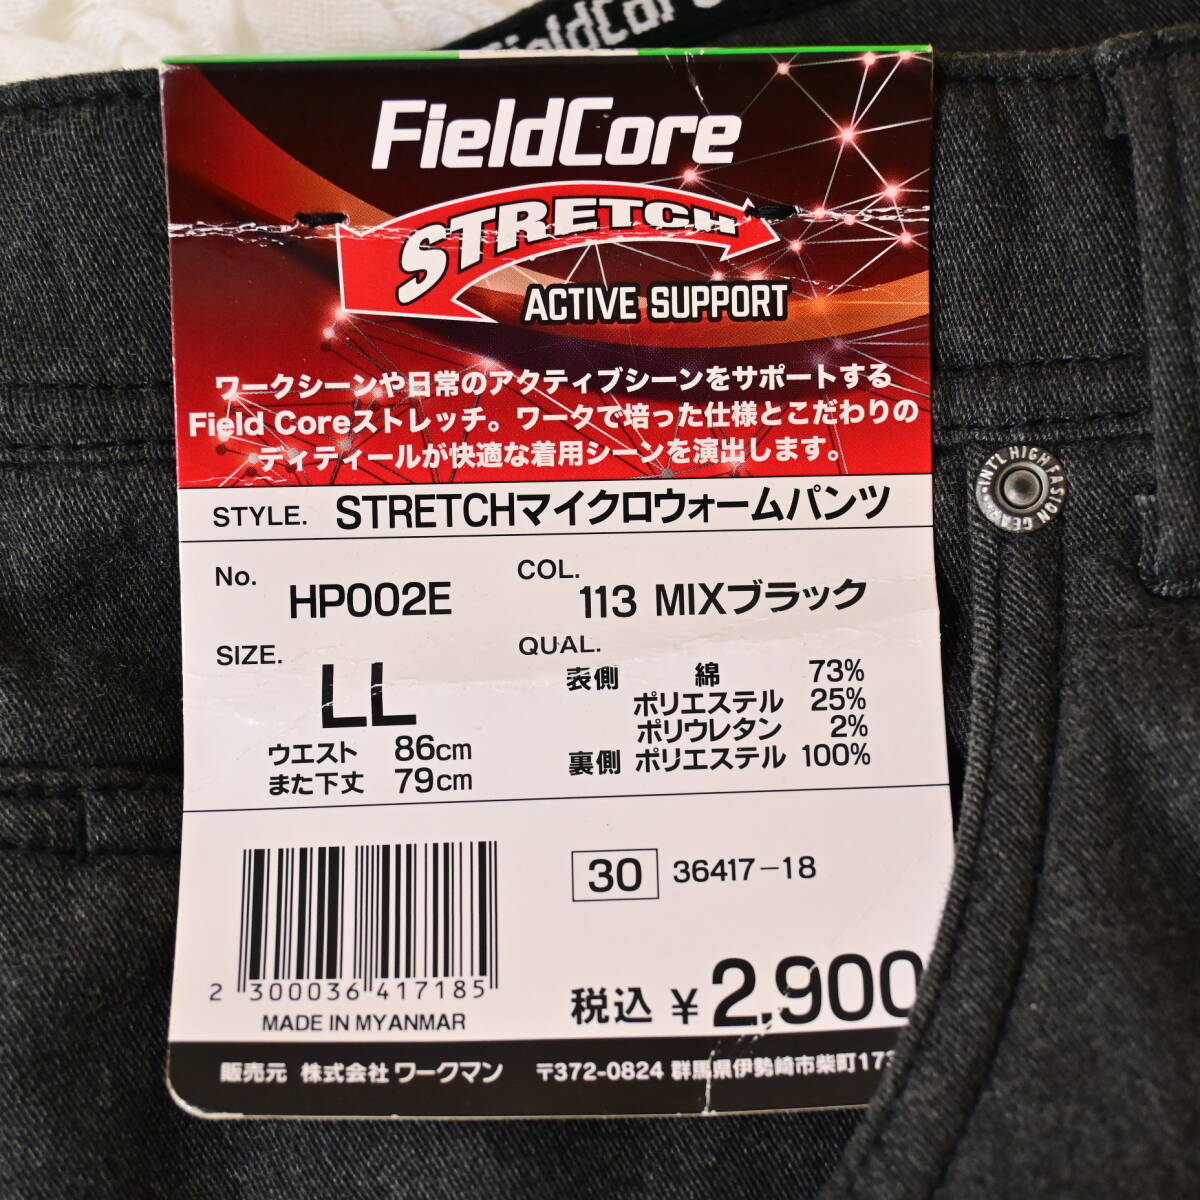 FieldCore
FieldCore
STRETCH
ACTIVE SUPPORT
ワークシーンや日常のアクティブシーンをサポートする
Field Coreストレッチ。ワータで培った仕様とこだわりの
ディティールが快適な着用シーンを演出します。
STYLE. STRETCHマイクロウォームパンツ
No. HP002E
COL. 113 MIXブラック
SIZE. LL
ウエスト 86cm
また下丈 79cm
QUAL.
表側 綿 73%
ポリエステル 25%
ポリウレタン 2%
裏側 ポリエステル 100%
30 36417-18
2 300036 417185
MADE IN MYANMAR
税込 ¥2,900
販売元 株式会社ワークマン 〒372-0824 群馬県伊勢崎市柴町173
INTL HIGH FASION GEAR